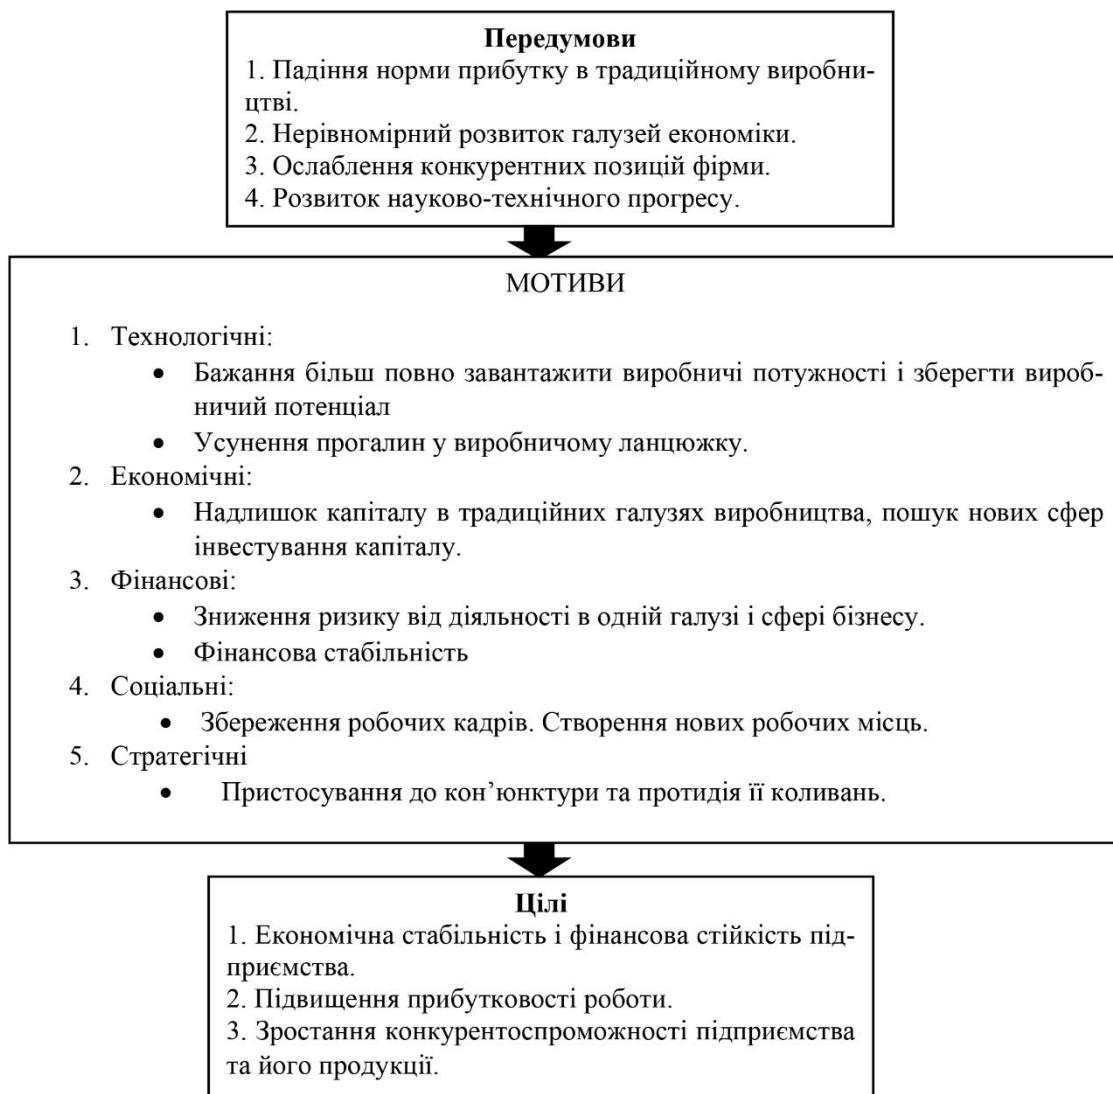 Передумови
1. Падіння норми прибутку в традиційному виробни-
цтві.
2. Нерівномірний розвиток галузей економіки.
3. Ослаблення конкурентних позицій фірми.
4. Розвиток науково-технічного прогресу.
МОТИВИ
1. Технологічні:
• Бажання більш повно завантажити виробничі потужності і зберегти вироб-
ничий потенціал
• Усунення прогалин у виробничому ланцюжку.
2. Економічні:
• Надлишок капіталу в традиційних галузях виробництва, пошук нових сфер
інвестування капіталу.
3. Фінансові:
• Зниження ризику від діяльності в одній галузі і сфері бізнесу.
• Фінансова стабільність
4. Соціальні:
• Збереження робочих кадрів. Створення нових робочих місць.
5. Стратегічні
• Пристосування до кон’юнктури та протидія її коливань.
Цілі
1. Економічна стабільність і фінансова стійкість під-
приємства.
2. Підвищення прибутковості роботи.
3. Зростання конкурентоспроможності підприємства
та його продукції.